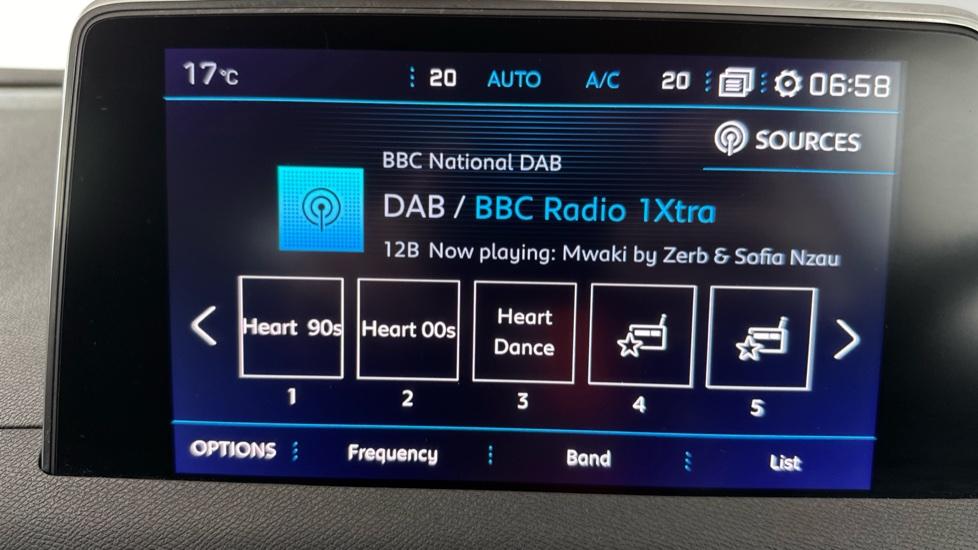 17°C 20 AUTO A/C 20 06:58
SOURCES
BBC National DAB
DAB / BBC Radio 1Xtra
12B Now playing: Mwaki by Zerb & Sofia Nzau
Heart 90s Heart 00s Heart
Dance
1 2 3 4 5
OPTIONS Frequency Band List